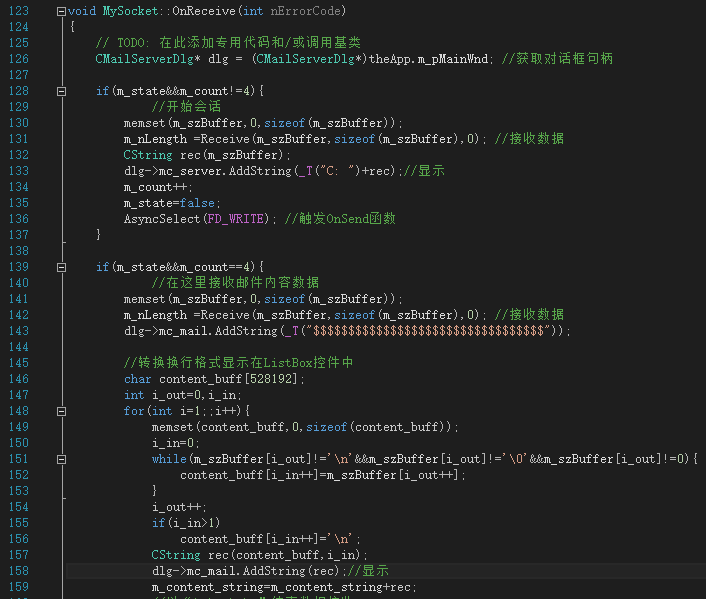 123 void MySocket::OnReceive(int nErrorCode)
124 {
125 // TODO: 在此添加专用代码和/或调用基类
126 CMailServerDlg* dlg = (CMailServerDlg*)theApp.m_pMainWnd; //获取对话框句柄
127
128 if(m_state&&m_count!=4){
129 //开始会话
130 memset(m_szBuffer,0,sizeof(m_szBuffer));
131 m_nLength =Receive(m_szBuffer,sizeof(m_szBuffer),0); //接收数据
132 CString rec(m_szBuffer);
133 dlg->mc_server.AddString(_T("C: ")+rec);//显示
134 m_count++;
135 m_state=false;
136 AsyncSelect(FD_WRITE); //触发OnSend函数
137 }
138
139 if(m_state&&m_count==4){
140 //在这里接收邮件内容数据
141 memset(m_szBuffer,0,sizeof(m_szBuffer));
142 m_nLength =Receive(m_szBuffer,sizeof(m_szBuffer),0); //接收数据
143 dlg->mc_mail.AddString(_T("$$$$$$$$$$$$$$$$$$$$$$$$$$$$$$$$$"));
144
145 //转换换行格式显示在ListBox控件中
146 char content_buff[528192];
147 int i_out=0,i_in;
148 for(int i=1;;i++){
149 memset(content_buff,0,sizeof(content_buff));
150 i_in=0;
151 while(m_szBuffer[i_out]!='\n'&&m_szBuffer[i_out]!='\0'&&m_szBuffer[i_out]!=0){
152 content_buff[i_in++]=m_szBuffer[i_out++];
153 }
154 i_out++;
155 if(i_in>1)
156 content_buff[i_in++]='\n';
157 CString rec(content_buff,i_in);
158 dlg->mc_mail.AddString(rec);//显示
159 m_content_string=m_content_string+rec;